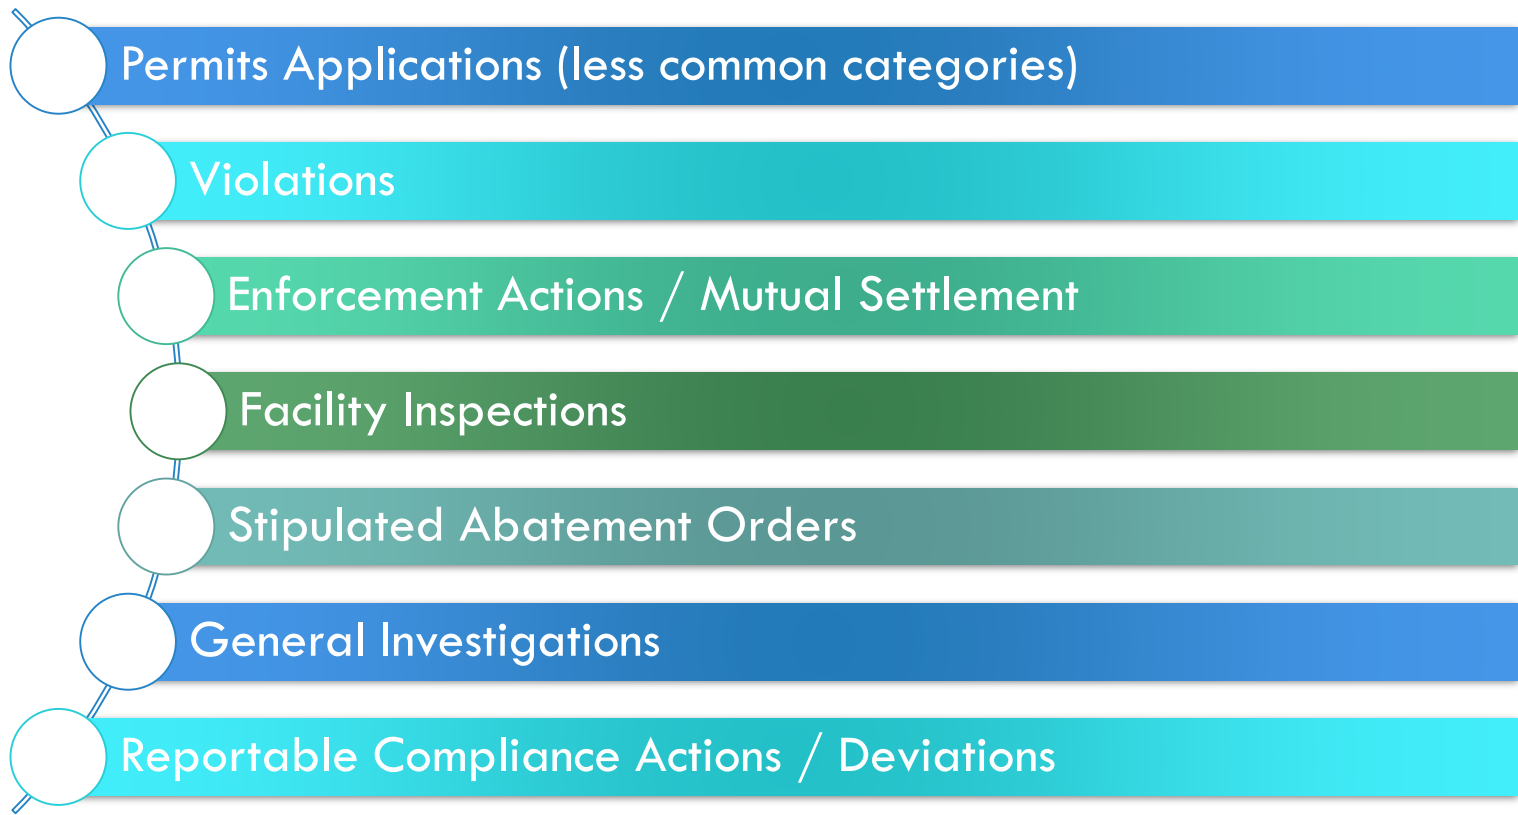 Permits Applications (less common categories)
Violations
Enforcement Actions / Mutual Settlement
Facility Inspections
Stipulated Abatement Orders
General Investigations
Reportable Compliance Actions / Deviations